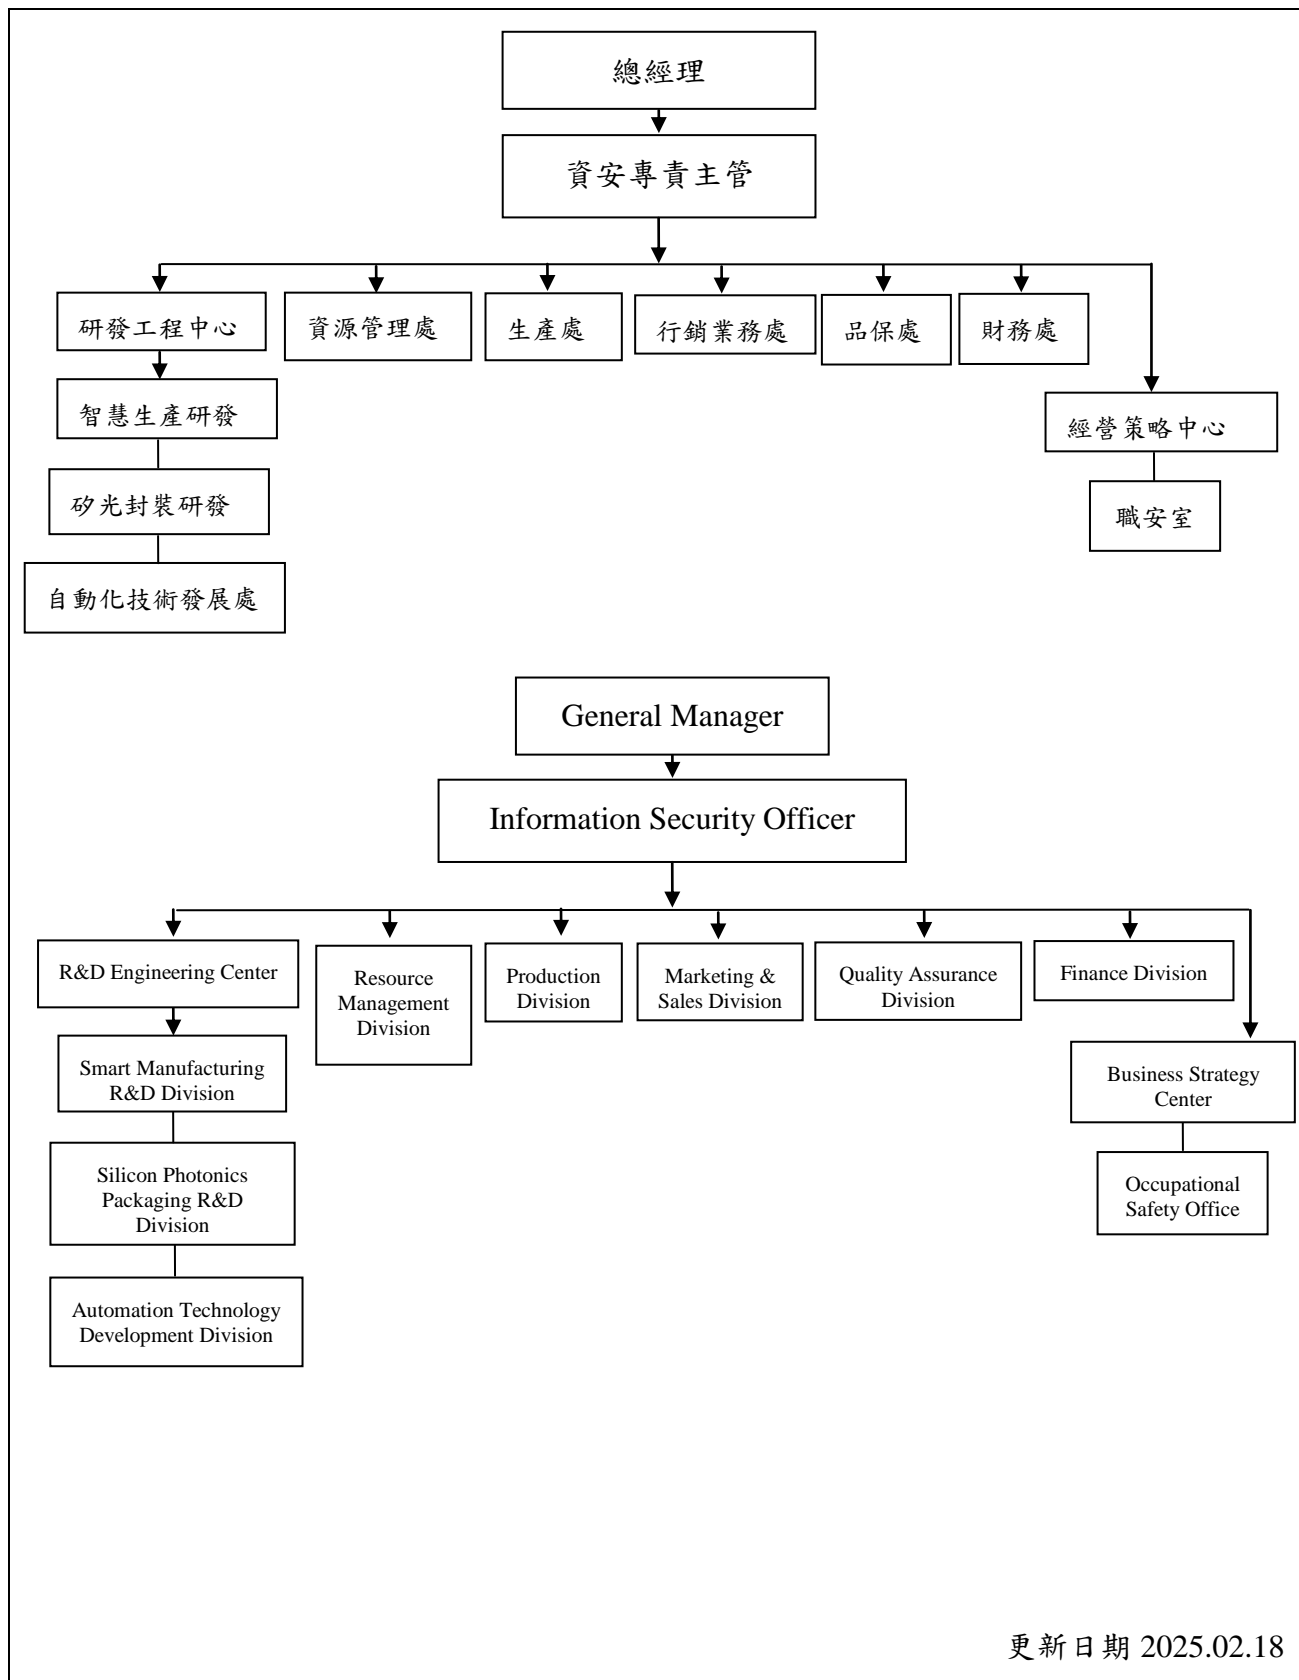 總經理
資安專責主管
研發工程中心
資源管理處
生產處
行銷業務處
品保處
財務處
智慧生產研發
經營策略中心
矽光封裝研發
職安室
自動化技術發展處
General Manager
Information Security Officer
R&D Engineering Center
Resource
Management
Division
Production
Division
Marketing &
Sales Division
Quality Assurance
Division
Finance Division
Smart Manufacturing
R&D Division
Business Strategy
Center
Silicon Photonics
Packaging R&D
Division
Occupational
Safety Office
Automation Technology
Development Division
更新日期 2025.02.18